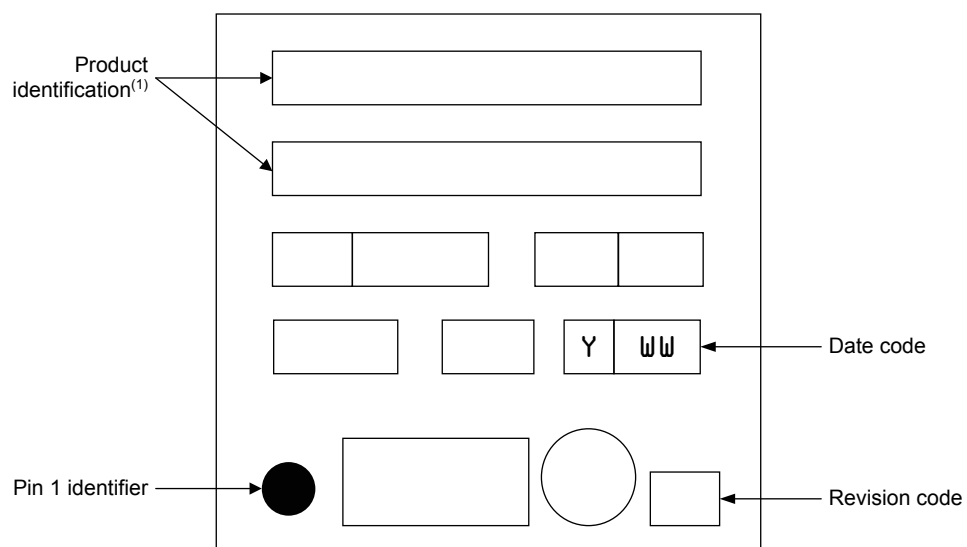 Product
identification(1)
Y WW
Date code
Pin 1 identifier
Revision code